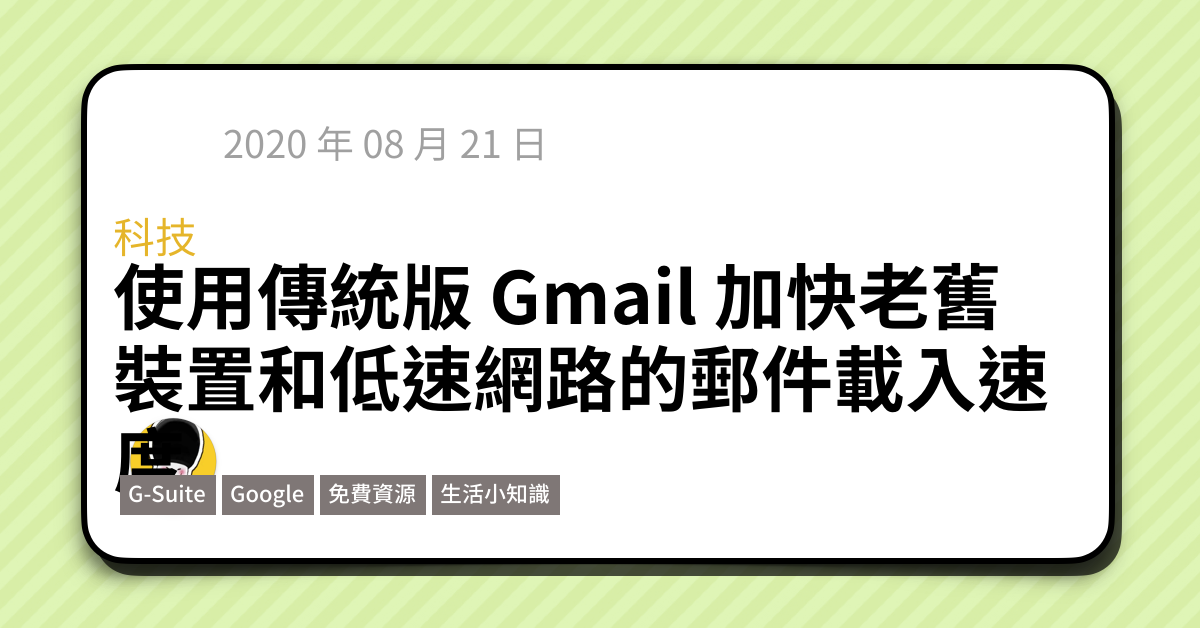 2020 年 08 月 21 日
科技
使用傳統版 Gmail 加快老舊
裝置和低速網路的郵件載入速
度
G-Suite
Google
免費資源
生活小知識